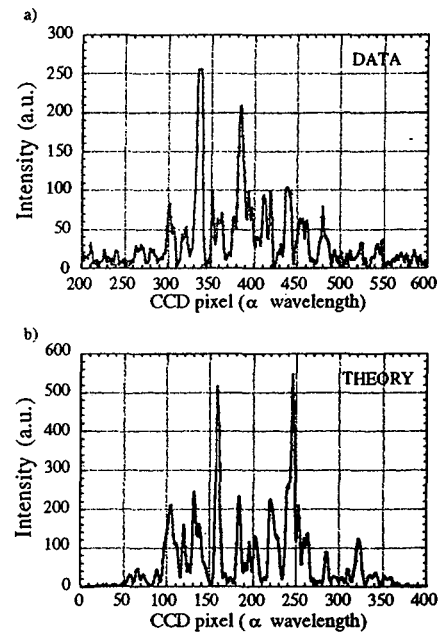 a)
300
250
200
150
100
50
0
DATA
Intensity (a.u.)
200 250 300 350 400 450 500 550 600
CCD pixel (α wavelength)
b)
600
500
400
300
200
100
0
THEORY
Intensity (a.u.)
0 50 100 150 200 250 300 350 400
CCD pixel (α wavelength)